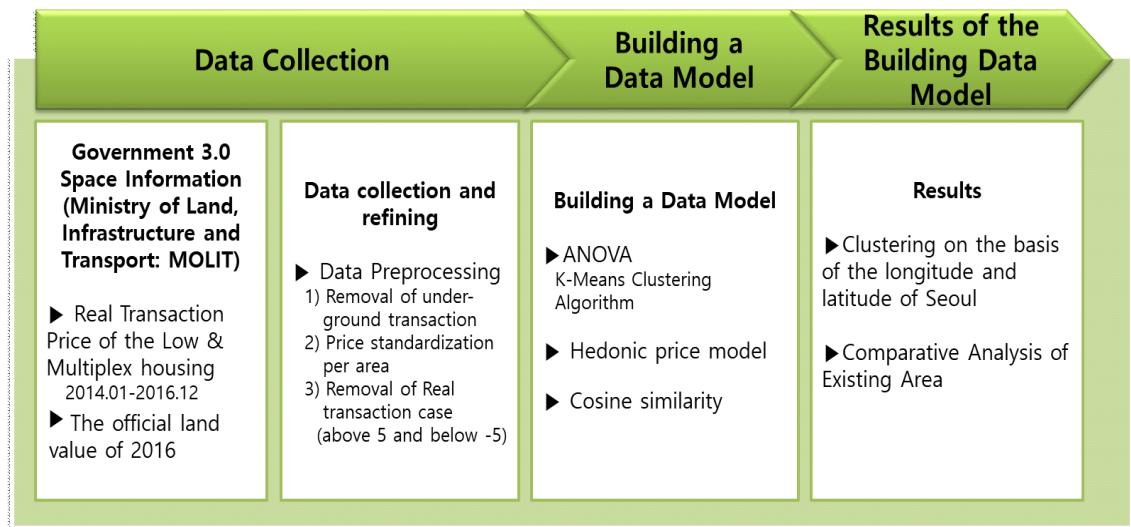 Data Collection
Building a
Data Model
Results of the
Building Data
Model
Government 3.0
Space Information
(Ministry of Land,
Infrastructure and
Transport: MOLIT)
▶ Real Transaction
Price of the Low &
Multiplex housing
2014.01-2016.12
▶ The official land
value of 2016
Data collection and
refining
▶ Data Preprocessing
1) Removal of under-
ground transaction
2) Price standardization
per area
3) Removal of Real
transaction case
(above 5 and below -5)
Building a Data Model
▶ ANOVA
K-Means Clustering
Algorithm
▶ Hedonic price model
▶ Cosine similarity
Results
▶Clustering on the basis
of the longitude and
latitude of Seoul
▶Comparative Analysis of
Existing Area